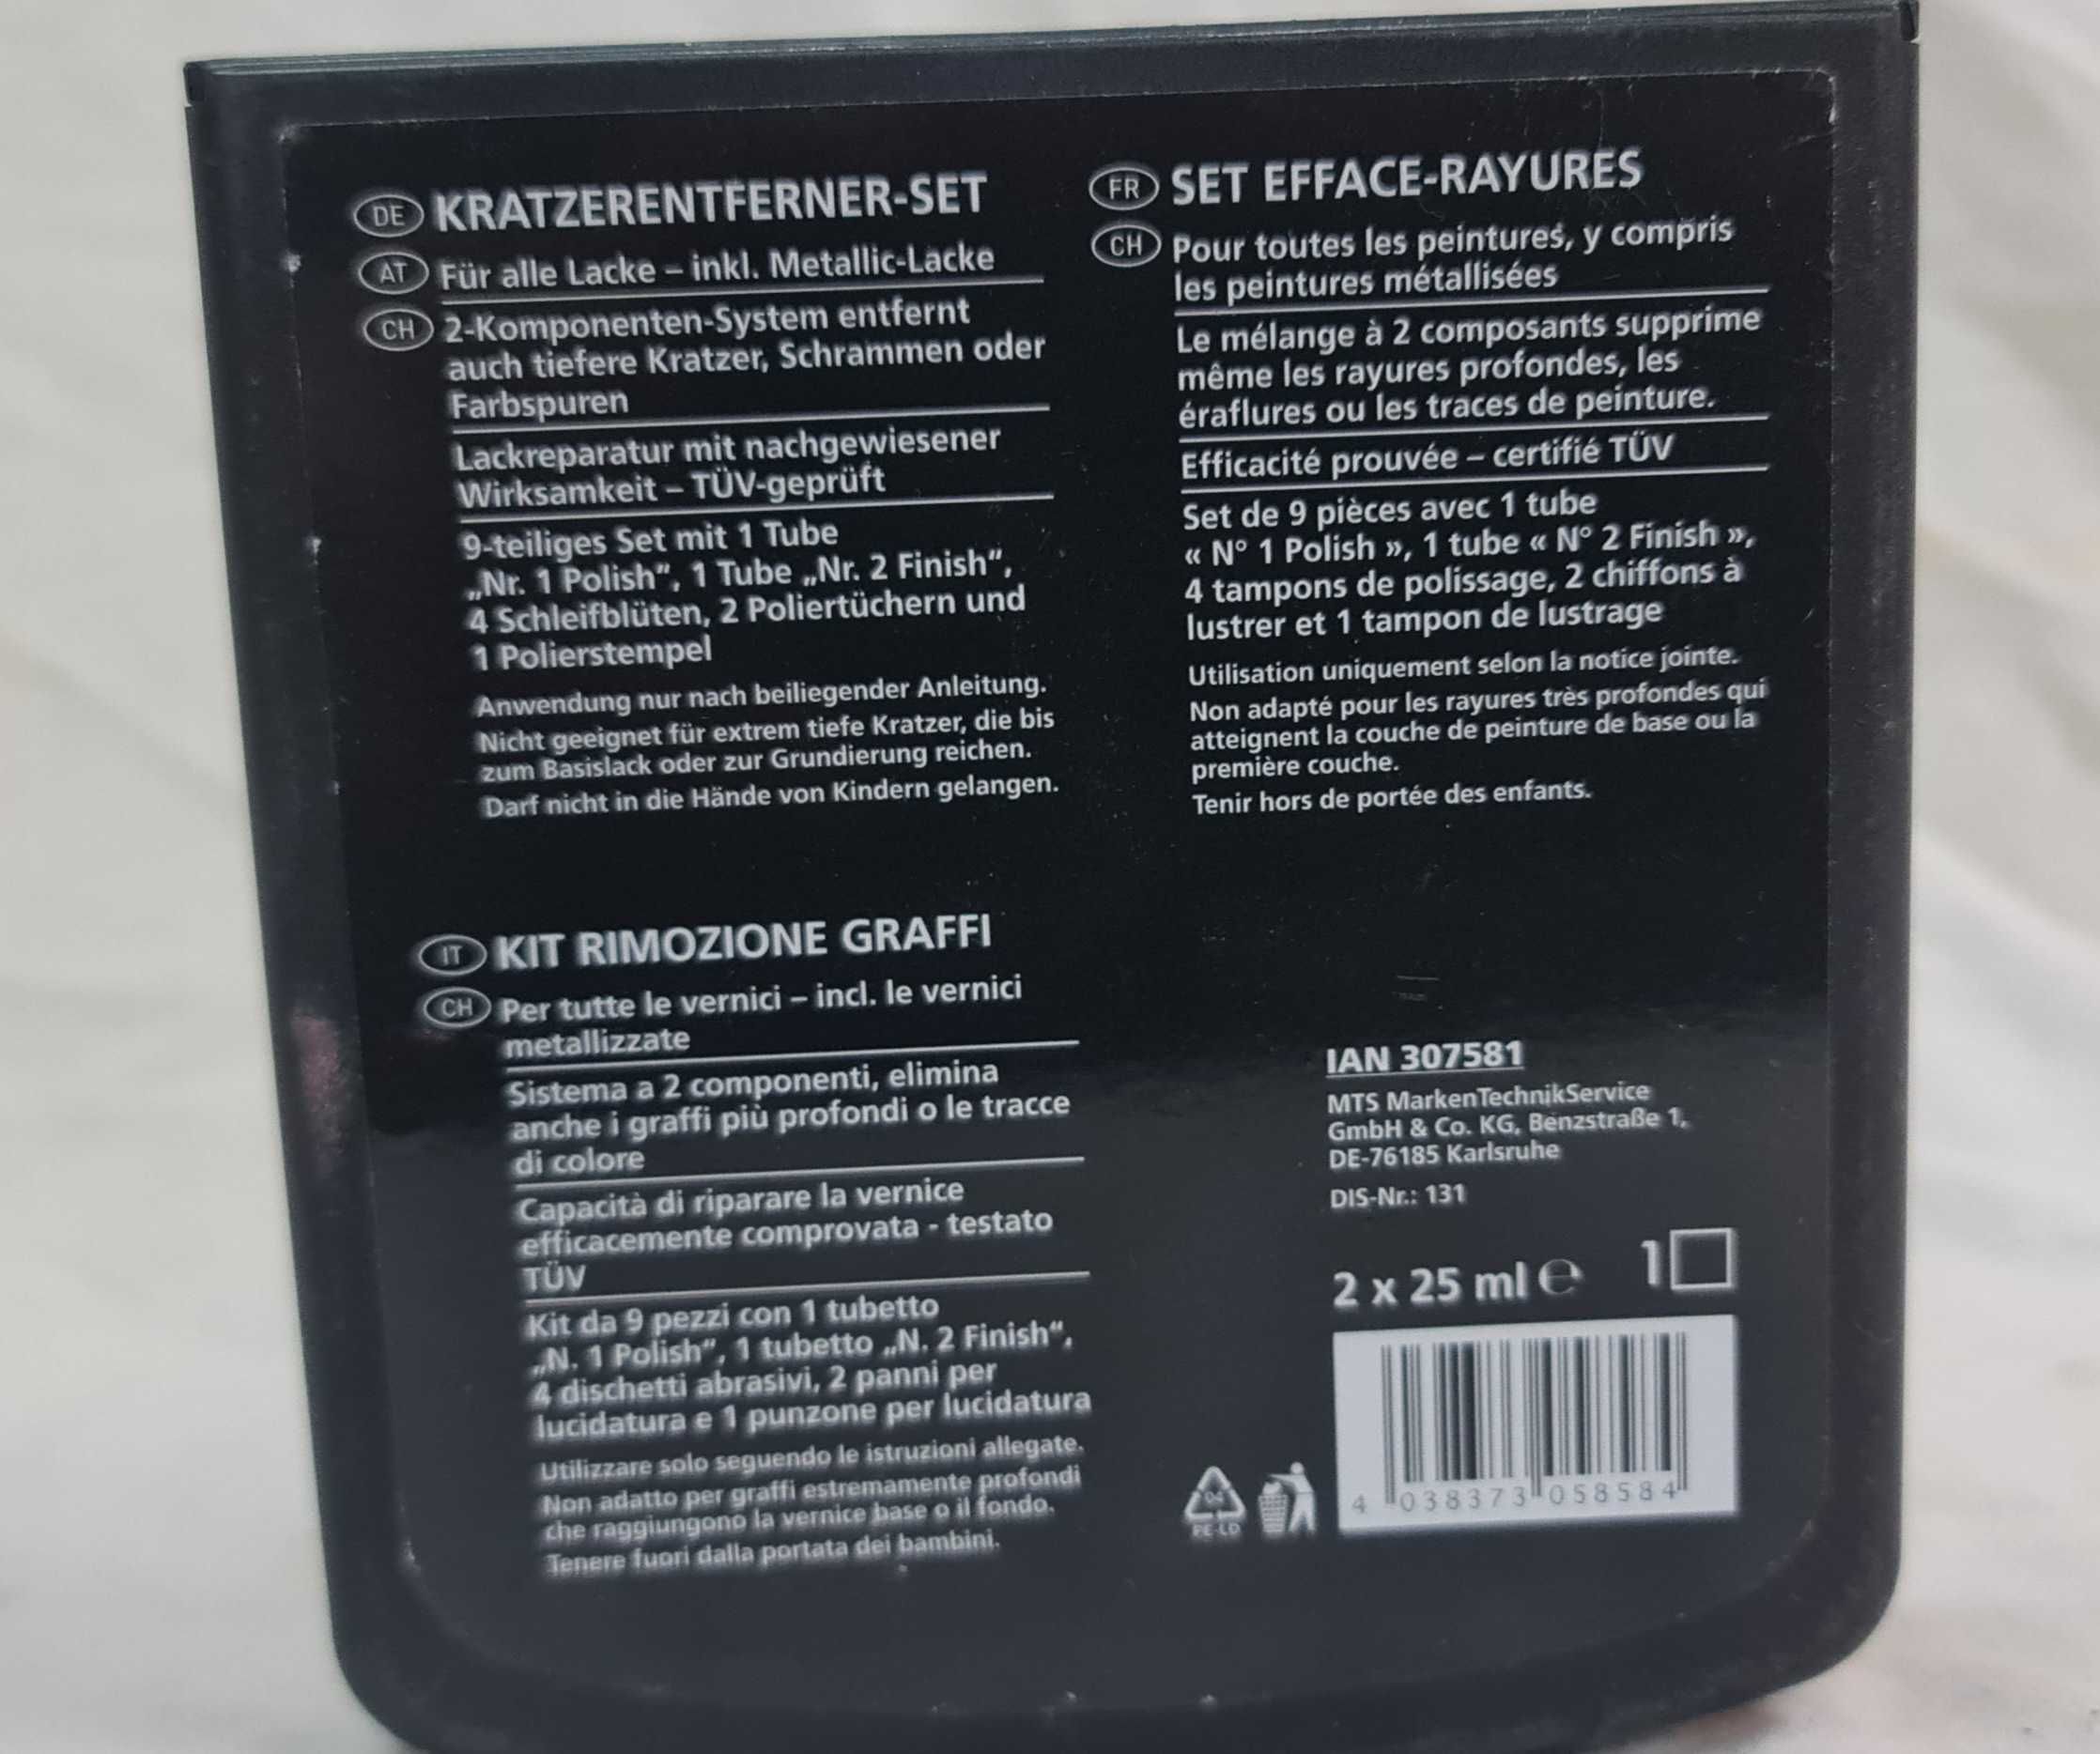 DE KRATZERENTFERNER-SET
AT Für alle Lacke – inkl. Metallic-Lacke
CH 2-Komponenten-System entfernt
auch tiefere Kratzer, Schrammen oder
Farbspuren
Lackreparatur mit nachgewiesener
Wirksamkeit – TÜV-geprüft
9-teiliges Set mit 1 Tube
„Nr. 1 Polish“, 1 Tube „Nr. 2 Finish“,
4 Schleifblüten, 2 Poliertüchern und
1 Polierstempel
Anwendung nur nach beiliegender Anleitung.
Nicht geeignet für extrem tiefe Kratzer, die bis
zum Basislack oder zur Grundierung reichen.
Darf nicht in die Hände von Kindern gelangen.
FR SET EFFACE-RAYURES
CH Pour toutes les peintures, y compris
les peintures métallisées
Le mélange à 2 composants supprime
même les rayures profondes, les
éraflures ou les traces de peinture.
Efficacité prouvée – certifié TÜV
Set de 9 pièces avec 1 tube
« N° 1 Polish », 1 tube « N° 2 Finish »,
4 tampons de polissage, 2 chiffons à
lustrer et 1 tampon de lustrage
Utilisation uniquement selon la notice jointe.
Non adapté pour les rayures très profondes qui
atteignent la couche de peinture de base ou la
première couche.
Tenir hors de portée des enfants.
IT KIT RIMOZIONE GRAFFI
CH Per tutte le vernici – incl. le vernici
metallizzate
Sistema a 2 componenti, elimina
anche i graffi più profondi o le tracce
di colore
Capacità di riparare la vernice
efficacemente comprovata - testato
TÜV
Kit da 9 pezzi con 1 tubetto
„N. 1 Polish“, 1 tubetto „N. 2 Finish“,
4 dischetti abrasivi, 2 panni per
lucidatura e 1 punzone per lucidatura
Utilizzare solo seguendo le istruzioni allegate.
Non adatto per graffi estremamente profondi
che raggiungono la vernice base o il fondo.
Tenere fuori dalla portata dei bambini.
IAN 307581
MTS MarkenTechnikService
GmbH & Co. KG, Benzstraße 1,
DE-76185 Karlsruhe
DIS-Nr.: 131
2 x 25 ml ℮ 1
4 038373 058584
04
PE-LD